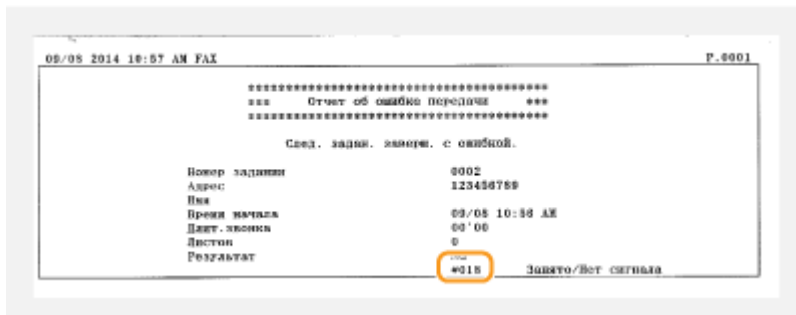 09/08 2014 10:57 AM FAX P.0001
****************************************
*** Отчет об ошибке передачи ***
****************************************
След. задан. заверш. с ошибкой.
Номер задания 0002
Адрес 123456789
Имя
Время начала 09/08 10:56 AM
Длит.звонка 00'00
Листов 0
Результат
#018 Занято/Нет сигнала